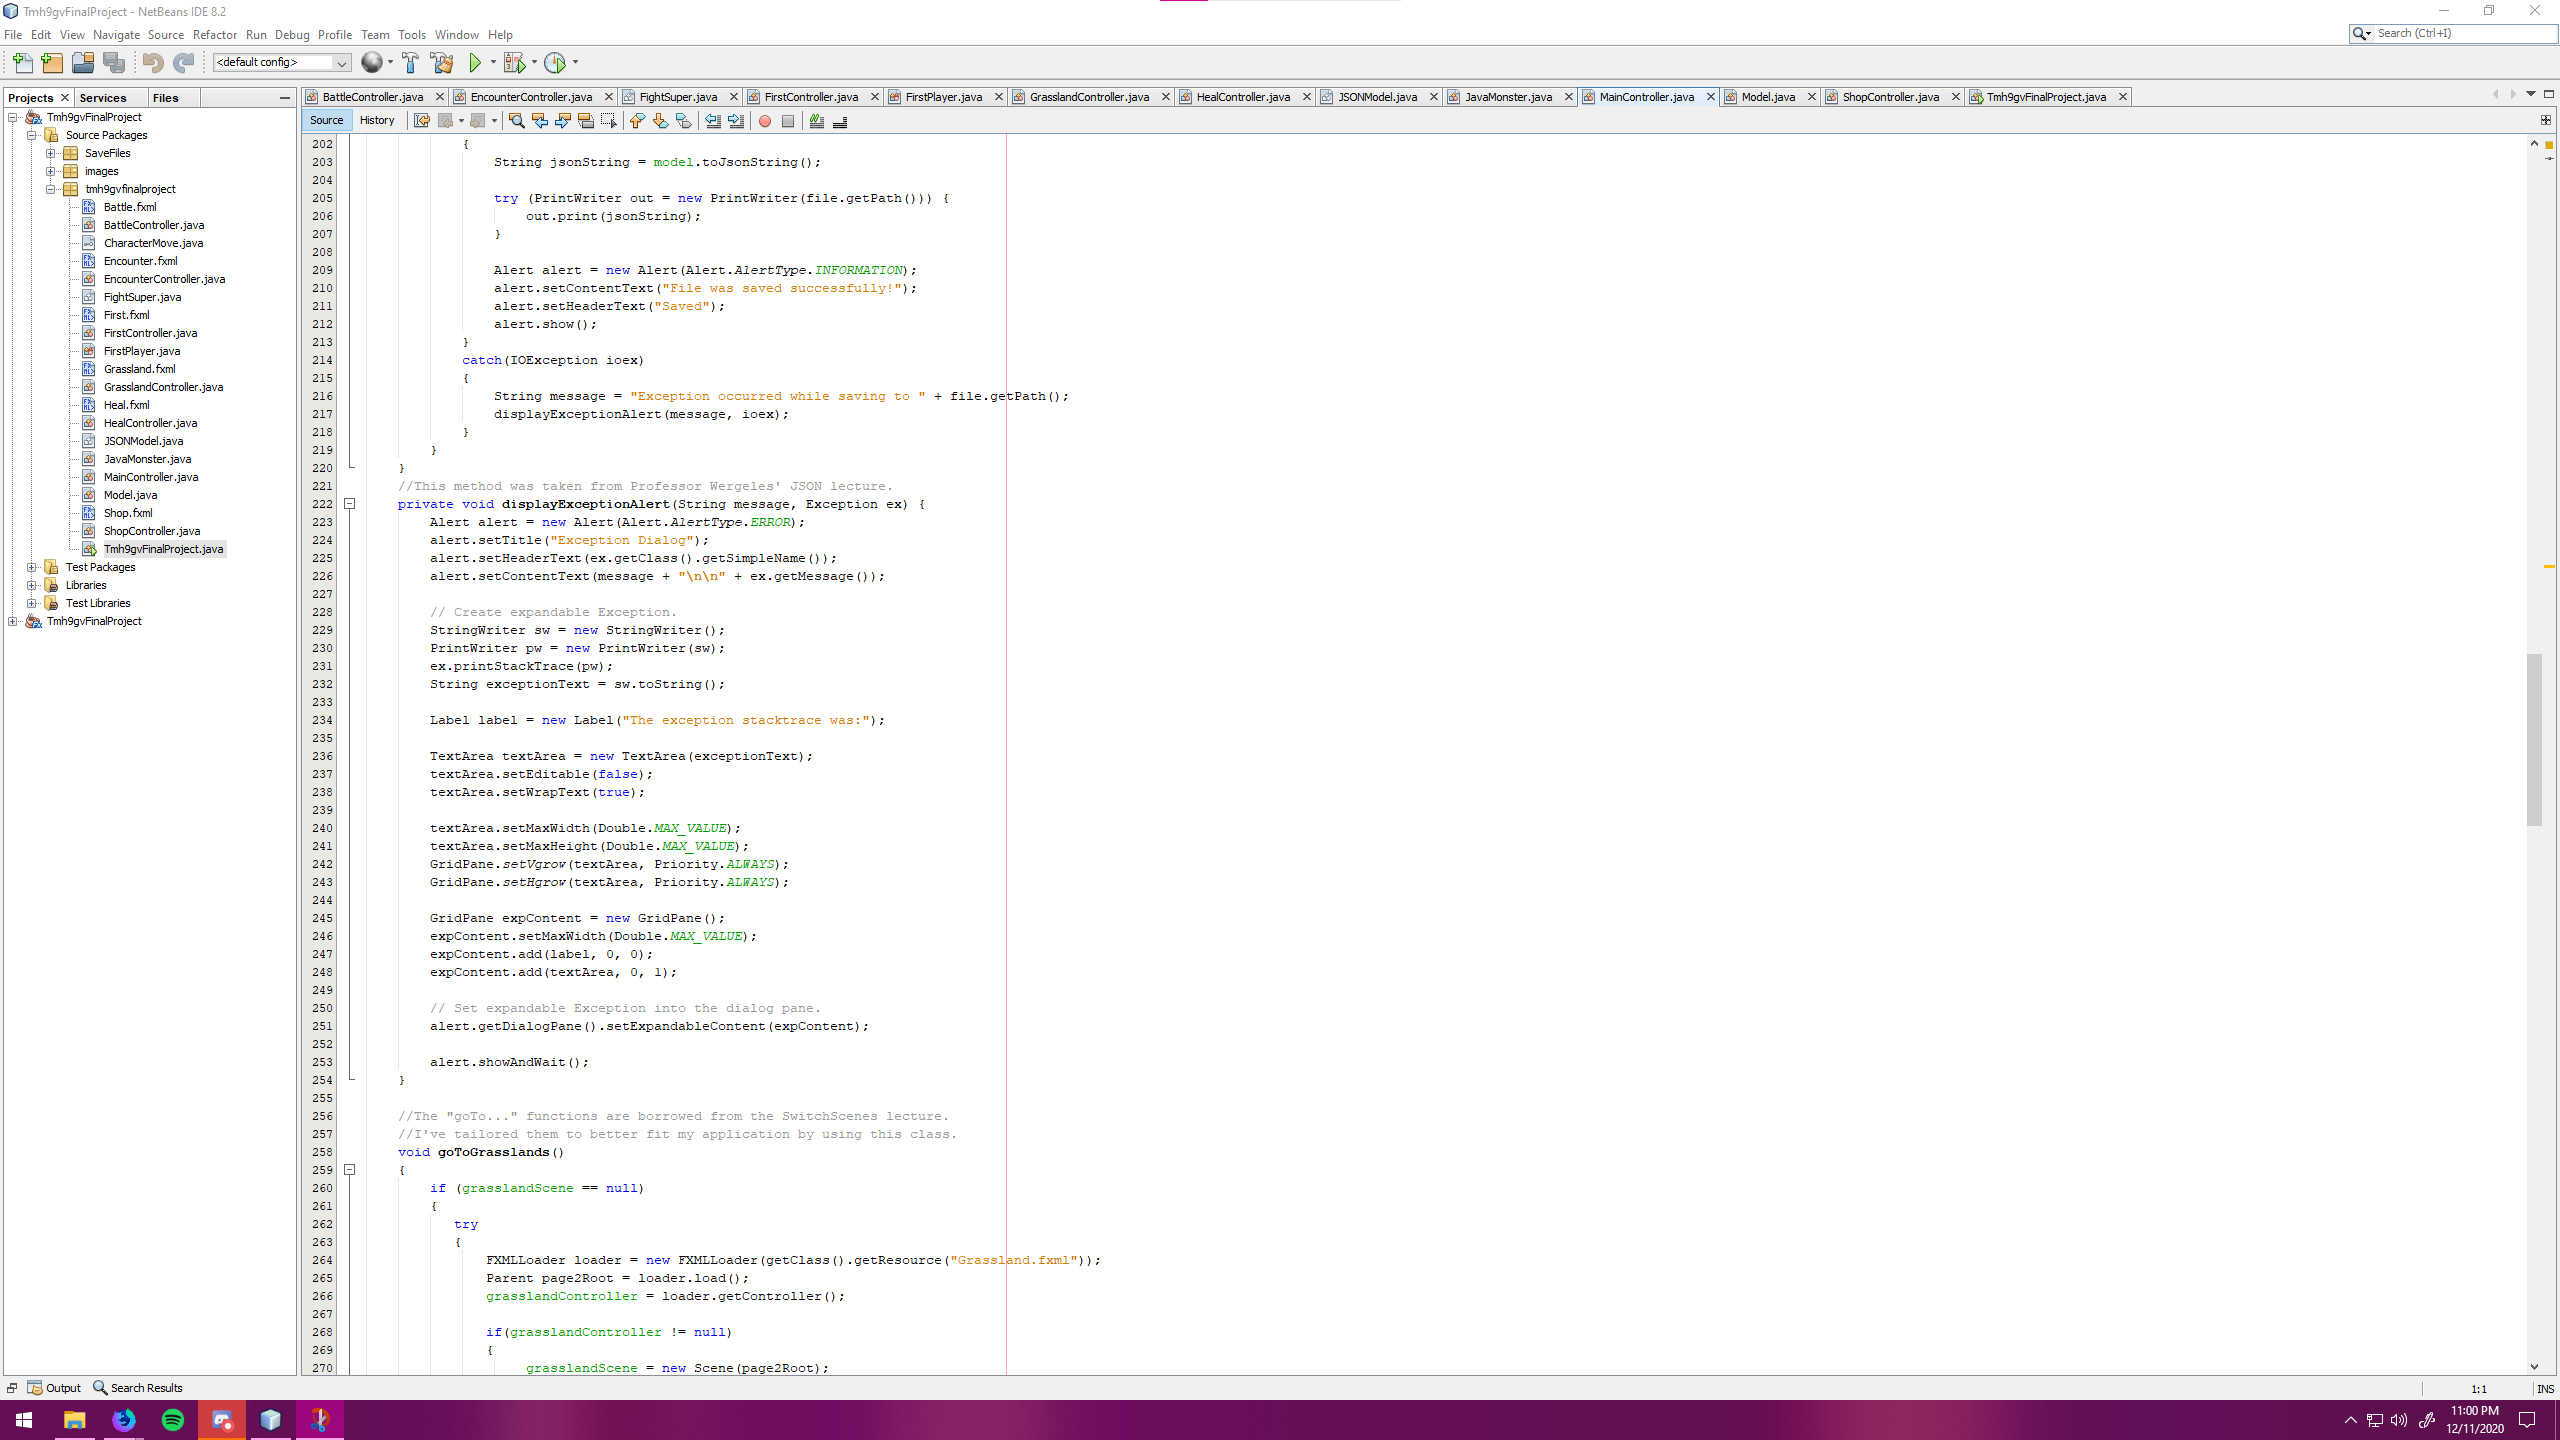 Tmh9gvFinalProject - NetBeans IDE 8.2
File Edit View Navigate Source Refactor Run Debug Profile Team Tools Window Help
Search (Ctrl+I)
<default config>
Projects Services Files
Tmh9gvFinalProject
Source Packages
SaveFiles
images
tmh9gvfinalproject
Battle.fxml
BattleController.java
CharacterMove.java
Encounter.fxml
EncounterController.java
FightSuper.java
First.fxml
FirstController.java
FirstPlayer.java
Grassland.fxml
GrasslandController.java
Heal.fxml
HealController.java
JSONModel.java
JavaMonster.java
MainController.java
Model.java
Shop.fxml
ShopController.java
Tmh9gvFinalProject.java
Test Packages
Libraries
Test Libraries
Tmh9gvFinalProject
BattleController.java EncounterController.java FightSuper.java FirstController.java FirstPlayer.java GrasslandController.java HealController.java JSONModel.java JavaMonster.java MainController.java Model.java ShopController.java Tmh9gvFinalProject.java
Source History
202 {
203 String jsonString = model.toJsonString();
204
205 try (PrintWriter out = new PrintWriter(file.getPath())) {
206 out.print(jsonString);
207 }
208
209 Alert alert = new Alert(Alert.AlertType.INFORMATION);
210 alert.setContentText("File was saved successfully!");
211 alert.setHeaderText("Saved");
212 alert.show();
213 }
214 catch(IOException ioex)
215 {
216 String message = "Exception occurred while saving to " + file.getPath();
217 displayExceptionAlert(message, ioex);
218 }
219 }
220 }
221 //This method was taken from Professor Wergeles' JSON lecture.
222 private void displayExceptionAlert(String message, Exception ex) {
223 Alert alert = new Alert(Alert.AlertType.ERROR);
224 alert.setTitle("Exception Dialog");
225 alert.setHeaderText(ex.getClass().getSimpleName());
226 alert.setContentText(message + "\n\n" + ex.getMessage());
227
228 // Create expandable Exception.
229 StringWriter sw = new StringWriter();
230 PrintWriter pw = new PrintWriter(sw);
231 ex.printStackTrace(pw);
232 String exceptionText = sw.toString();
233
234 Label label = new Label("The exception stacktrace was:");
235
236 TextArea textArea = new TextArea(exceptionText);
237 textArea.setEditable(false);
238 textArea.setWrapText(true);
239
240 textArea.setMaxWidth(Double.MAX_VALUE);
241 textArea.setMaxHeight(Double.MAX_VALUE);
242 GridPane.setVgrow(textArea, Priority.ALWAYS);
243 GridPane.setHgrow(textArea, Priority.ALWAYS);
244
245 GridPane expContent = new GridPane();
246 expContent.setMaxWidth(Double.MAX_VALUE);
247 expContent.add(label, 0, 0);
248 expContent.add(textArea, 0, 1);
249
250 // Set expandable Exception into the dialog pane.
251 alert.getDialogPane().setExpandableContent(expContent);
252
253 alert.showAndWait();
254 }
255
256 //The "goTo..." functions are borrowed from the SwitchScenes lecture.
257 //I've tailored them to better fit my application by using this class.
258 void goToGrasslands()
259 {
260 if (grasslandScene == null)
261 {
262 try
263 {
264 FXMLLoader loader = new FXMLLoader(getClass().getResource("Grassland.fxml"));
265 Parent page2Root = loader.load();
266 grasslandController = loader.getController();
267
268 if(grasslandController != null)
269 {
270 grasslandScene = new Scene(page2Root);
Output Search Results
1:1 INS
11:00 PM
12/11/2020